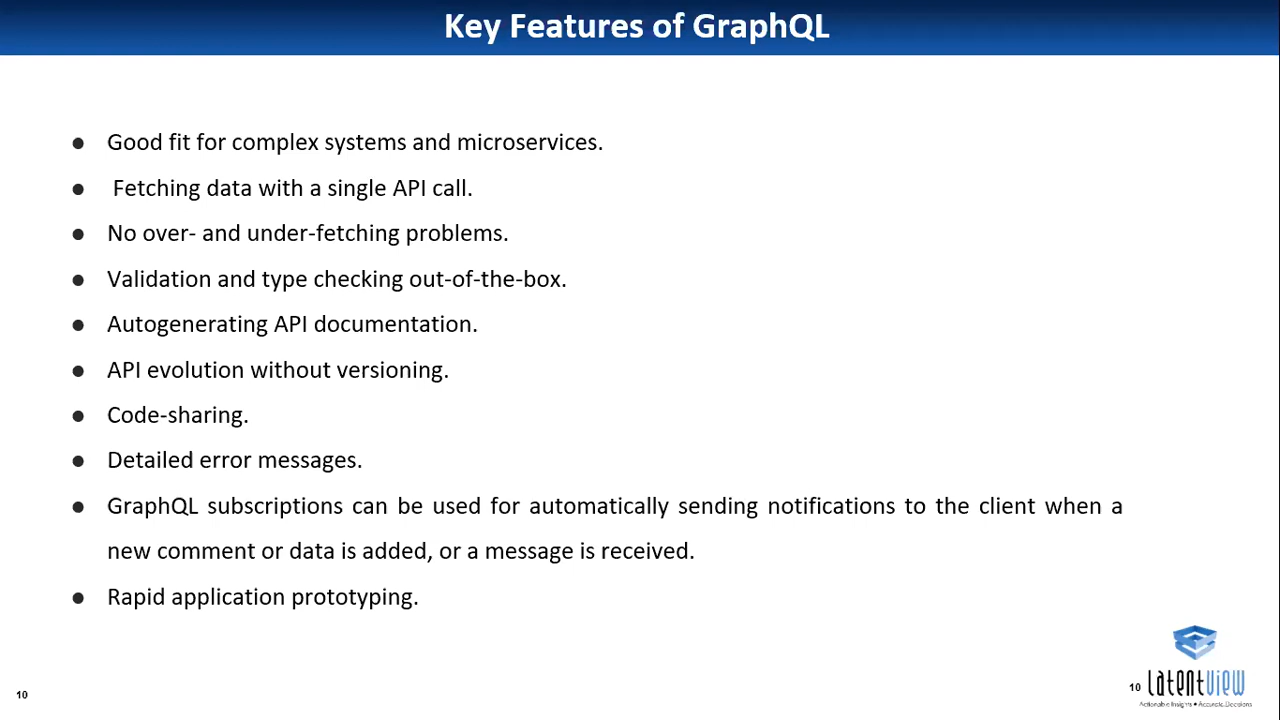 Key Features of GraphQL
● Good fit for complex systems and microservices.
● Fetching data with a single API call.
● No over- and under-fetching problems.
● Validation and type checking out-of-the-box.
● Autogenerating API documentation.
● API evolution without versioning.
● Code-sharing.
● Detailed error messages.
● GraphQL subscriptions can be used for automatically sending notifications to the client when a
new comment or data is added, or a message is received.
● Rapid application prototyping.
10
10 LatentView
Actionable Insights • Accurate Decisions